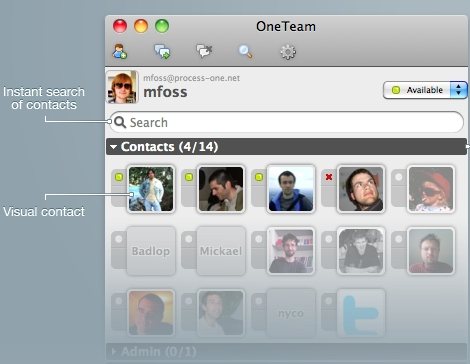 OneTeam
mfoss@process-one.net
mfoss
Available
Instant search
of contacts
Search
Contacts (4/14)
Visual contact
Badlop
Mickael
nyco
Admin (0/1)